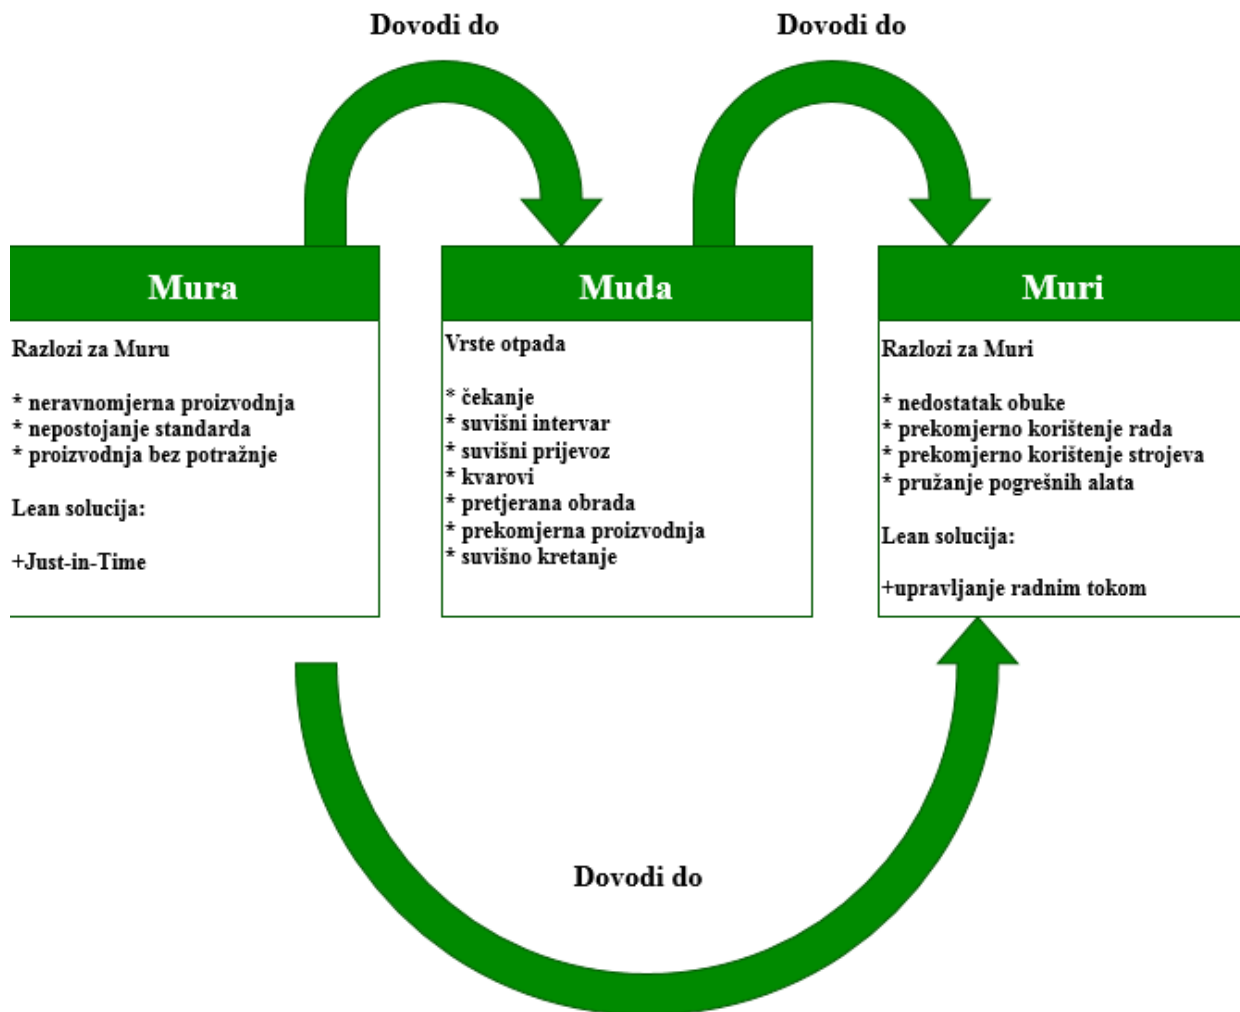 Dovodi do
Dovodi do
Mura
Razlozi za Muru
* neravnomjerna proizvodnja
* nepostojanje standarda
* proizvodnja bez potražnje
Lean solucija:
+Just-in-Time
Muda
Vrste otpada
* čekanje
* suvišni intervar
* suvišni prijevoz
* kvarovi
* pretjerana obrada
* prekomjerna proizvodnja
* suvišno kretanje
Muri
Razlozi za Muri
* nedostatak obuke
* prekomjerno korištenje rada
* prekomjerno korištenje strojeva
* pružanje pogrešnih alata
Lean solucija:
+upravljanje radnim tokom
Dovodi do